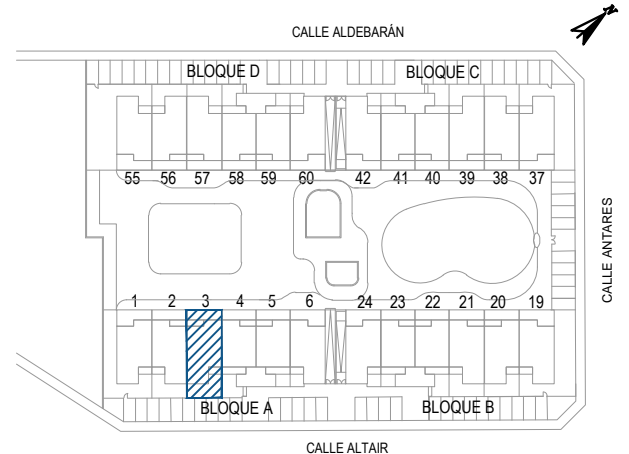 CALLE ALDEBARÁN
BLOQUE D BLOQUE C
55 56 57 58 59 60 42 41 40 39 38 37
CALLE ANTARES
1 2 3 4 5 6 24 23 22 21 20 19
BLOQUE A BLOQUE B
CALLE ALTAIR